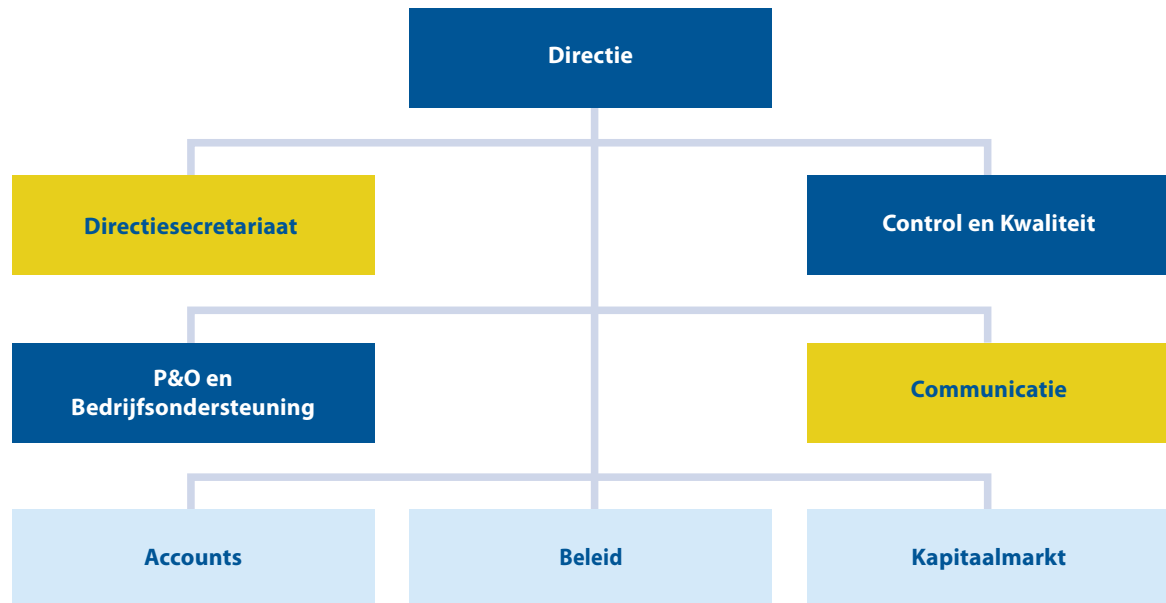 Directie
Directiesecretariaat
Control en Kwaliteit
P&O en
Bedrijfsondersteuning
Communicatie
Accounts
Beleid
Kapitaalmarkt